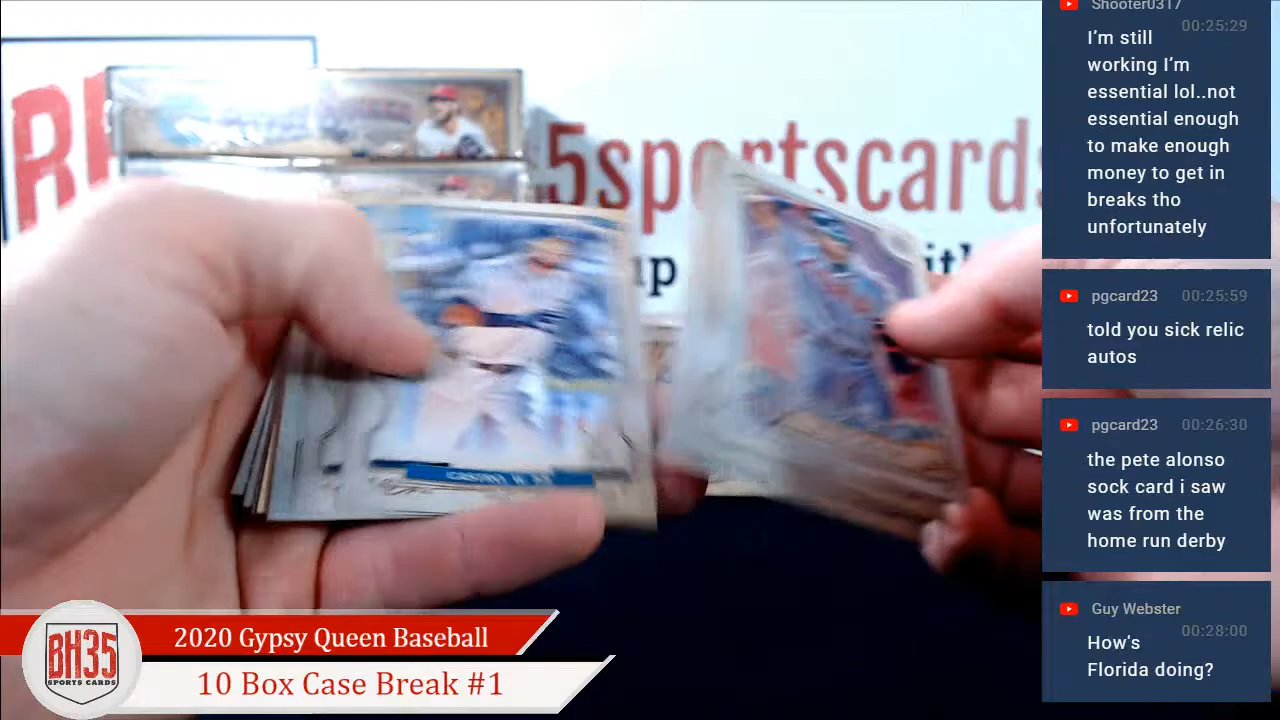 BH
5sportscards
up
it'
Shooter0317
00:25:29
I'm still
working I'm
essential lol..not
essential enough
to make enough
money to get in
breaks tho
unfortunately
pgcard23 00:25:59
told you sick relic
autos
pgcard23 00:26:30
the pete alonso
sock card i saw
was from the
home run derby
Guy Webster
00:28:00
How's
Florida doing?
BH35
SPORTS CARDS
2020 Gypsy Queen Baseball
10 Box Case Break #1